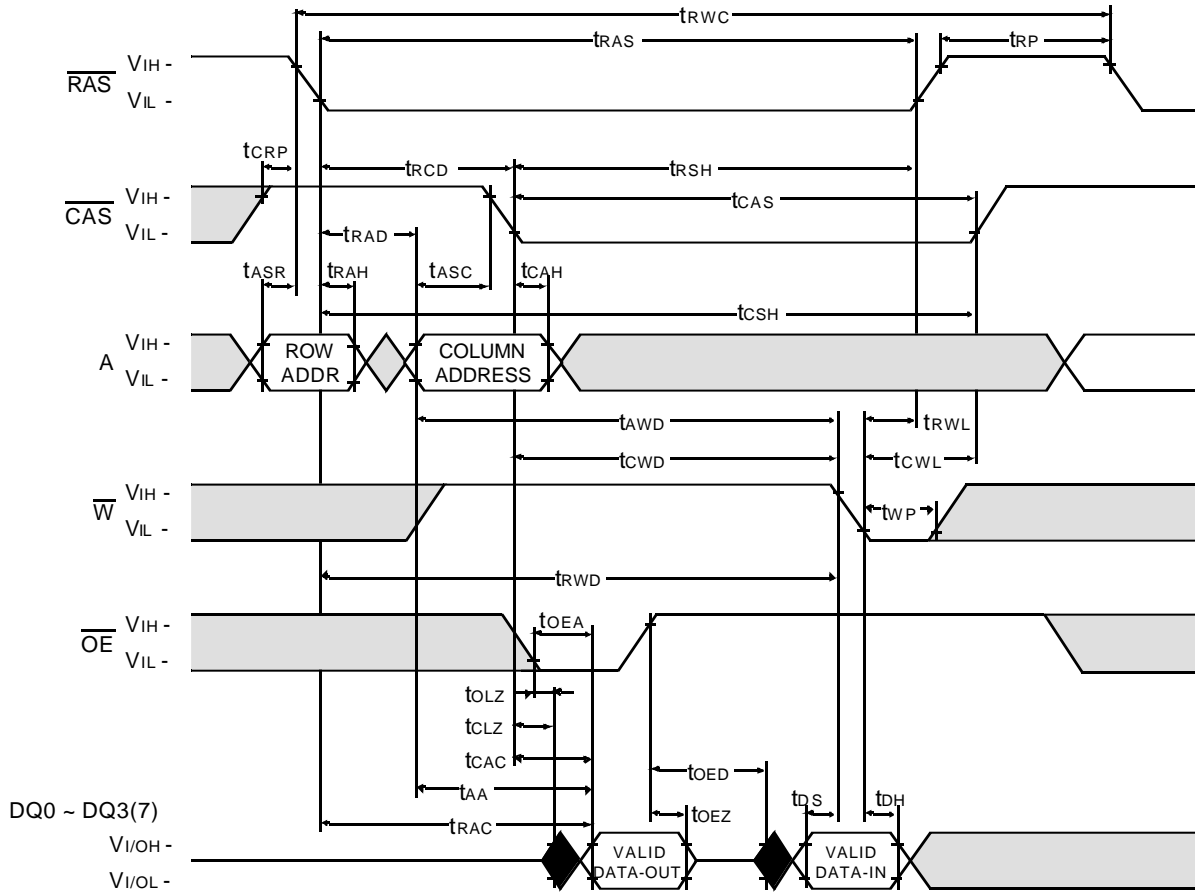 tRWC
tRAS
tRP
RAS
VIH -
VIL -
tCRP
tRCD
tRSH
CAS
VIH -
VIL -
tCAS
tRAD
tASR
tRAH
tASC
tCAH
tCSH
A
VIH -
VIL -
ROW
ADDR
COLUMN
ADDRESS
tAWD
tRWL
tCWD
tCWL
W
VIH -
VIL -
tWP
tRWD
OE
VIH -
VIL -
tOEA
tOLZ
tCLZ
tCAC
tOED
tAA
tDS
tDH
DQ0 ~ DQ3(7)
tRAC
tOEZ
VI/OH -
VI/OL -
VALID
DATA-OUT
VALID
DATA-IN